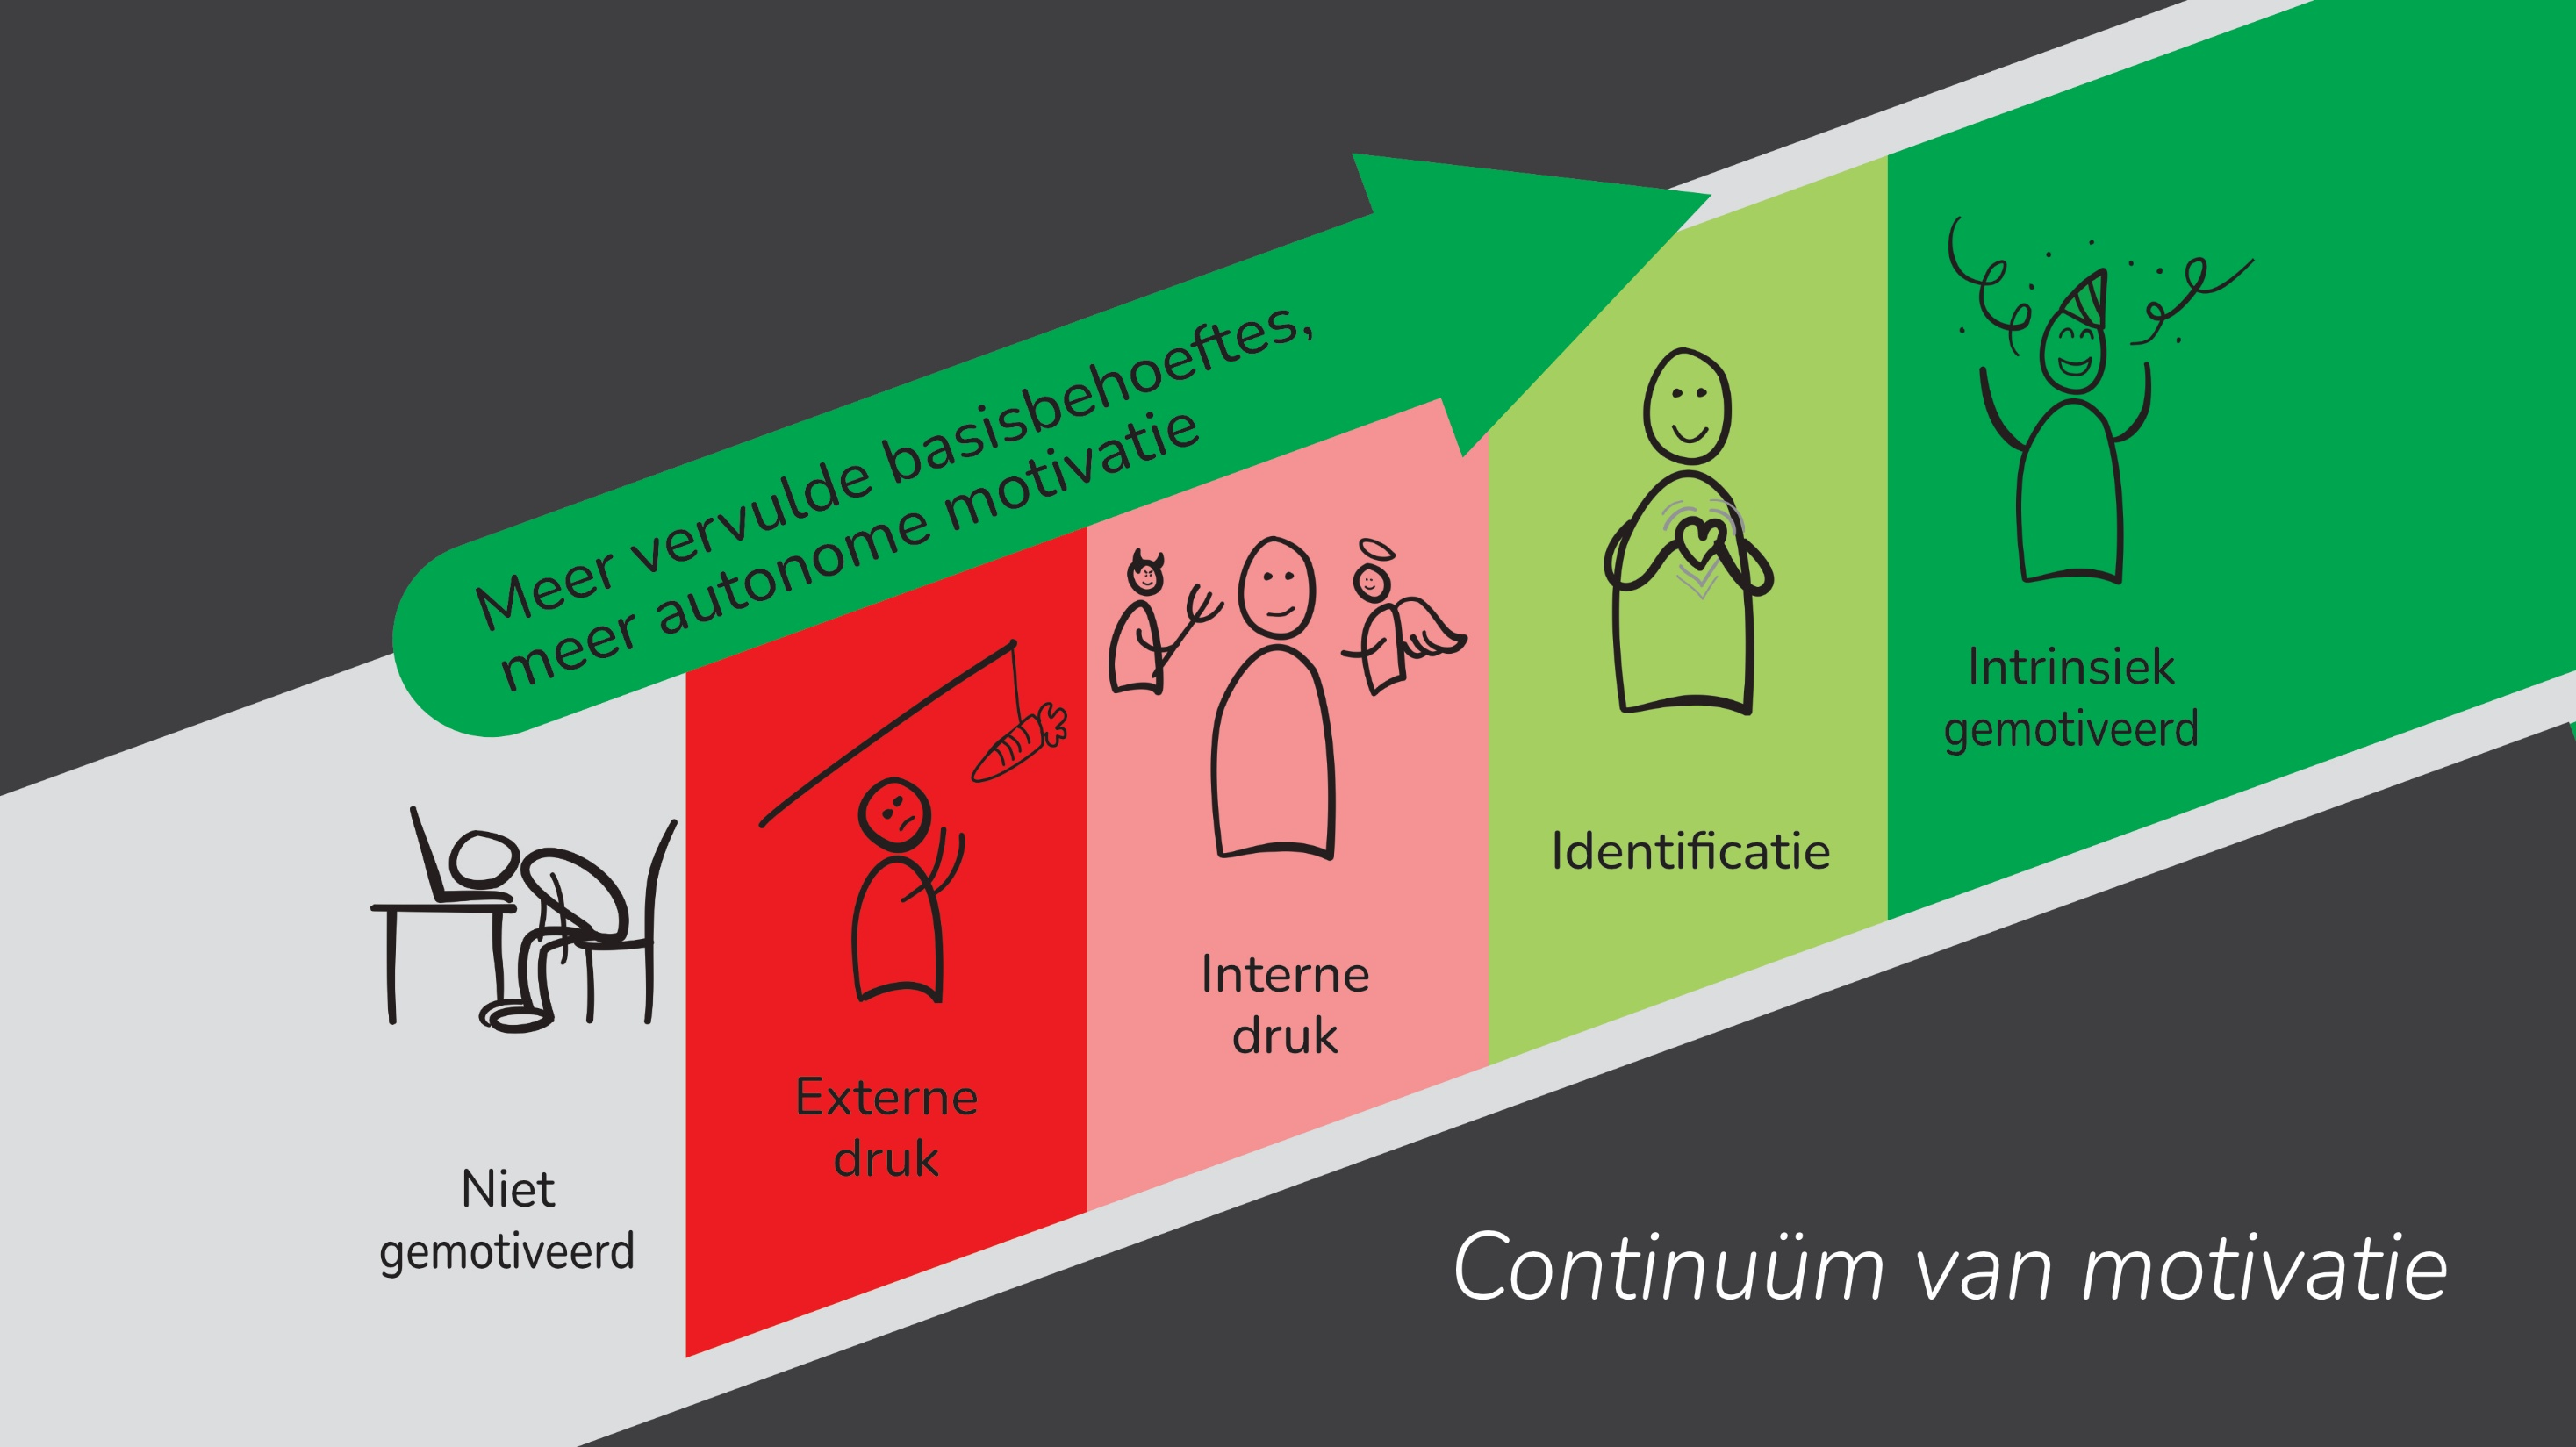 Meer vervulde basisbehoeftes,
meer autonome motivatie
Niet
gemotiveerd
Externe
druk
Interne
druk
Identificatie
Intrinsiek
gemotiveerd
Continuüm van motivatie